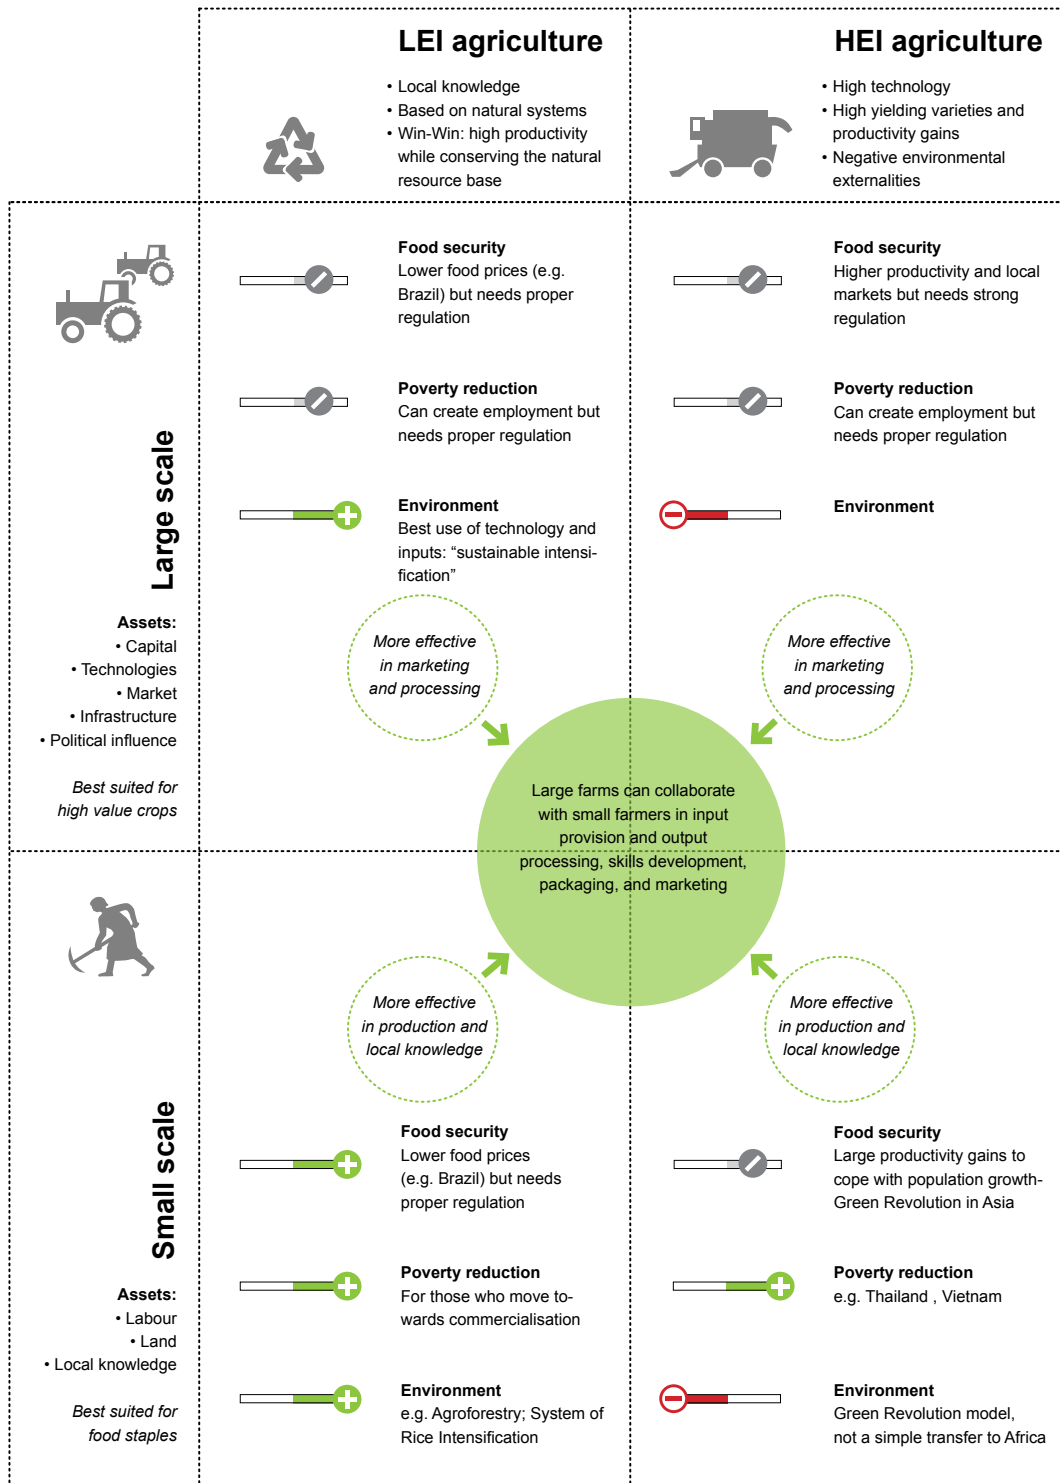 LEI agriculture
• Local knowledge
• Based on natural systems
• Win-Win: high productivity
while conserving the natural
resource base
HEI agriculture
• High technology
• High yielding varieties and
productivity gains
• Negative environmental
externalities
Large scale
Assets:
• Capital
• Technologies
• Market
• Infrastructure
• Political influence
Best suited for
high value crops
Food security
Lower food prices (e.g.
Brazil) but needs proper
regulation
Poverty reduction
Can create employment but
needs proper regulation
Environment
Best use of technology and
inputs: “sustainable intensi-
fication”
More effective
in marketing
and processing
Food security
Higher productivity and local
markets but needs strong
regulation
Poverty reduction
Can create employment but
needs proper regulation
Environment
More effective
in marketing
and processing
Large farms can collaborate
with small farmers in input
provision and output
processing, skills development,
packaging, and marketing
Small scale
Assets:
• Labour
• Land
• Local knowledge
Best suited for
food staples
More effective
in production and
local knowledge
Food security
Lower food prices
(e.g. Brazil) but needs
proper regulation
Poverty reduction
For those who move to-
wards commercialisation
Environment
e.g. Agroforestry; System of
Rice Intensification
More effective
in production and
local knowledge
Food security
Large productivity gains to
cope with population growth-
Green Revolution in Asia
Poverty reduction
e.g. Thailand , Vietnam
Environment
Green Revolution model,
not a simple transfer to Africa